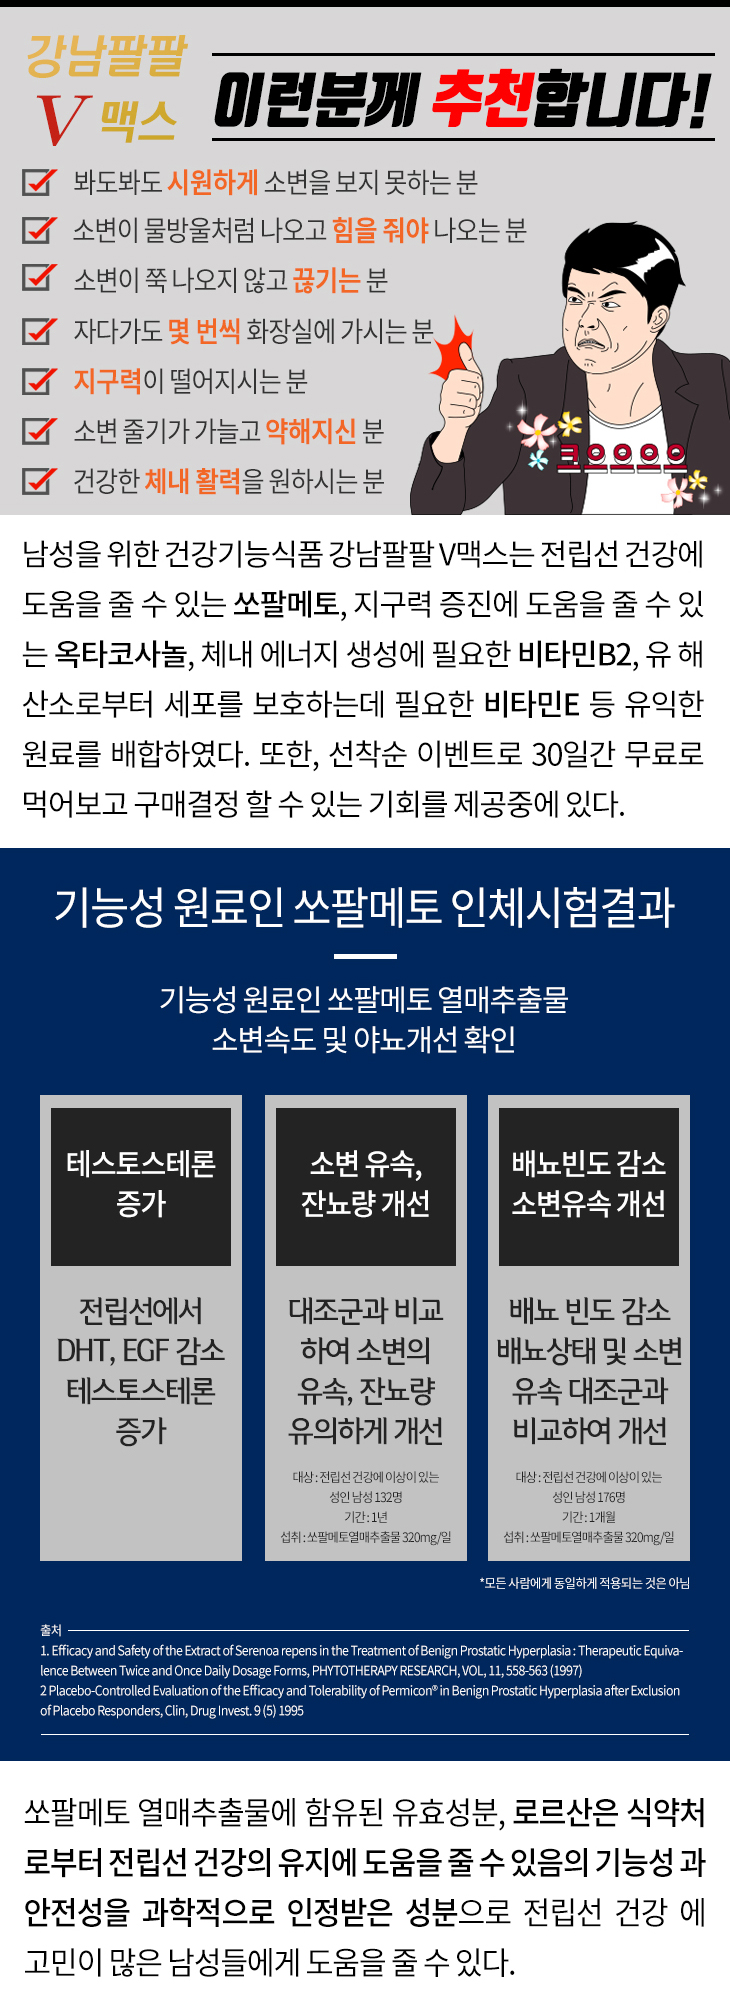 강남팔팔
V 맥스
이런분께 추천합니다!
봐도봐도 시원하게 소변을 보지 못하는 분
소변이 물방울처럼 나오고 힘을 줘야 나오는 분
소변이 쭉 나오지 않고 끊기는 분
자다가도 몇 번씩 화장실에 가시는 분
지구력이 떨어지시는 분
소변 줄기가 가늘고 약해지신 분
건강한 체내 활력을 원하시는 분
크으으으으
남성을 위한 건강기능식품 강남팔팔 V맥스는 전립선 건강에
도움을 줄 수 있는 쏘팔메토, 지구력 증진에 도움을 줄 수 있
는 옥타코사놀, 체내 에너지 생성에 필요한 비타민B2, 유 해
산소로부터 세포를 보호하는데 필요한 비타민E 등 유익한
원료를 배합하였다. 또한, 선착순 이벤트로 30일간 무료로
먹어보고 구매결정 할 수 있는 기회를 제공중에 있다.
기능성 원료인 쏘팔메토 인체시험결과
기능성 원료인 쏘팔메토 열매추출물
소변속도 및 야뇨개선 확인
테스토스테론
증가
전립선에서
DHT, EGF 감소
테스토스테론
증가
소변 유속,
잔뇨량 개선
대조군과 비교
하여 소변의
유속, 잔뇨량
유의하게 개선
대상 : 전립선 건강에 이상이 있는
성인 남성 132명
기간 : 1년
섭취 : 쏘팔메토열매추출물 320mg/일
배뇨빈도 감소
소변유속 개선
배뇨 빈도 감소
배뇨상태 및 소변
유속 대조군과
비교하여 개선
대상 : 전립선 건강에 이상이 있는
성인 남성 176명
기간 : 1개월
섭취 : 쏘팔메토열매추출물 320mg/일
*모든 사람에게 동일하게 적용되는 것은 아님
출처
1. Efficacy and Safety of the Extract of Serenoa repens in the Treatment of Benign Prostatic Hyperplasia : Therapeutic Equiva-
lence Between Twice and Once Daily Dosage Forms, PHYTOTHERAPY RESEARCH, VOL, 11, 558-563 (1997)
2 Placebo-Controlled Evaluation of the Efficacy and Tolerability of Permicon® in Benign Prostatic Hyperplasia after Exclusion
of Placebo Responders, Clin, Drug Invest. 9 (5) 1995
쏘팔메토 열매추출물에 함유된 유효성분, 로르산은 식약처
로부터 전립선 건강의 유지에 도움을 줄 수 있음의 기능성 과
안전성을 과학적으로 인정받은 성분으로 전립선 건강 에
고민이 많은 남성들에게 도움을 줄 수 있다.